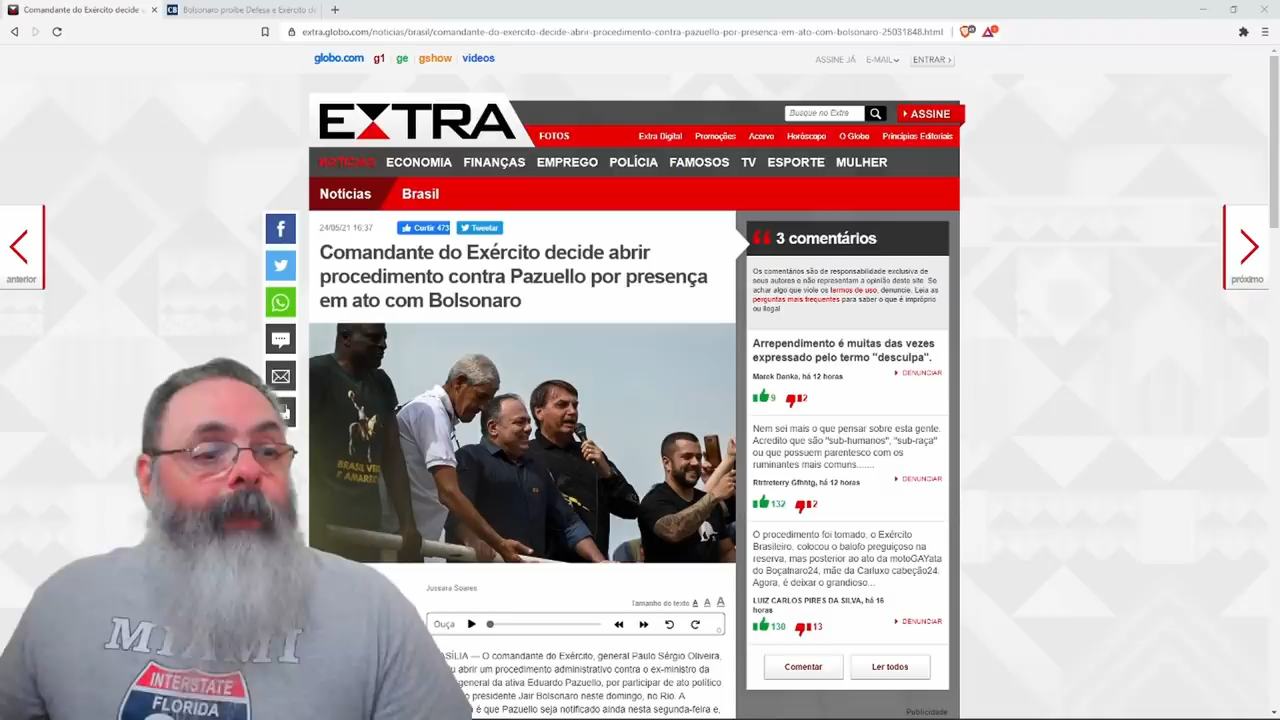 Comandante do Exército decide
Bolsonaro proíbe Defesa e Exército d
extra.globo.com/noticias/brasil/comandante-do-exercito-decide-abrir-procedimento-contra-pazuello-por-presenca-em-ato-com-bolsonaro-25031848.html
globo.com g1 ge gshow videos
ASSINE JÁ E-MAIL ENTRAR
EXTRA
Busque no Extra
ASSINE
FOTOS
Extra Digital Promoções Acervo Horóscopo O Globo Princípios Editoriais
NOTÍCIAS ECONOMIA FINANÇAS EMPREGO POLÍCIA FAMOSOS TV ESPORTE MULHER
Notícias Brasil
anterior
próximo
24/05/21 16:37
Curtir 473
Tweetar
Comandante do Exército decide abrir
procedimento contra Pazuello por presença
em ato com Bolsonaro
BRASIL VER
E AMAREL
Jussara Soares
Tamanho do texto A A A
Ouça
SÍLIA — O comandante do Exército, general Paulo Sérgio Oliveira,
u abrir um procedimento administrativo contra o ex-ministro da
general da ativa Eduardo Pazuello, por participar de ato político
o presidente Jair Bolsonaro neste domingo, no Rio. A
a é que Pazuello seja notificado ainda nesta segunda-feira e,
3 comentários
Os comentários são de responsabilidade exclusiva de
seus autores e não representam a opinião deste site. Se
achar algo que viole os termos de uso, denuncie. Leia as
perguntas mais frequentes para saber o que é impróprio
ou ilegal
Arrependimento é muitas das vezes
expressado pelo termo "desculpa".
Marek Danka, há 12 horas
DENUNCIAR
9 2
Nem sei mais o que pensar sobre esta gente.
Acredito que são "sub-humanos", "sub-raça"
ou que possuem parentesco com os
ruminantes mais comuns.......
Rtrtreterry Gfhhtg, há 12 horas
DENUNCIAR
132 2
O procedimento foi tomado, o Exército
Brasileiro, colocou o balofo preguiçoso na
reserva, mas posterior ao ato da motoGAYata
do Boçalnaro24, mãe da Carluxo cabeção24.
Agora, é deixar o grandioso...
LUIZ CARLOS PIRES DA SILVA, há 16
horas
DENUNCIAR
130 13
Comentar
Ler todos
Publicidade
MIAMI
INTERSTATE
FLORIDA